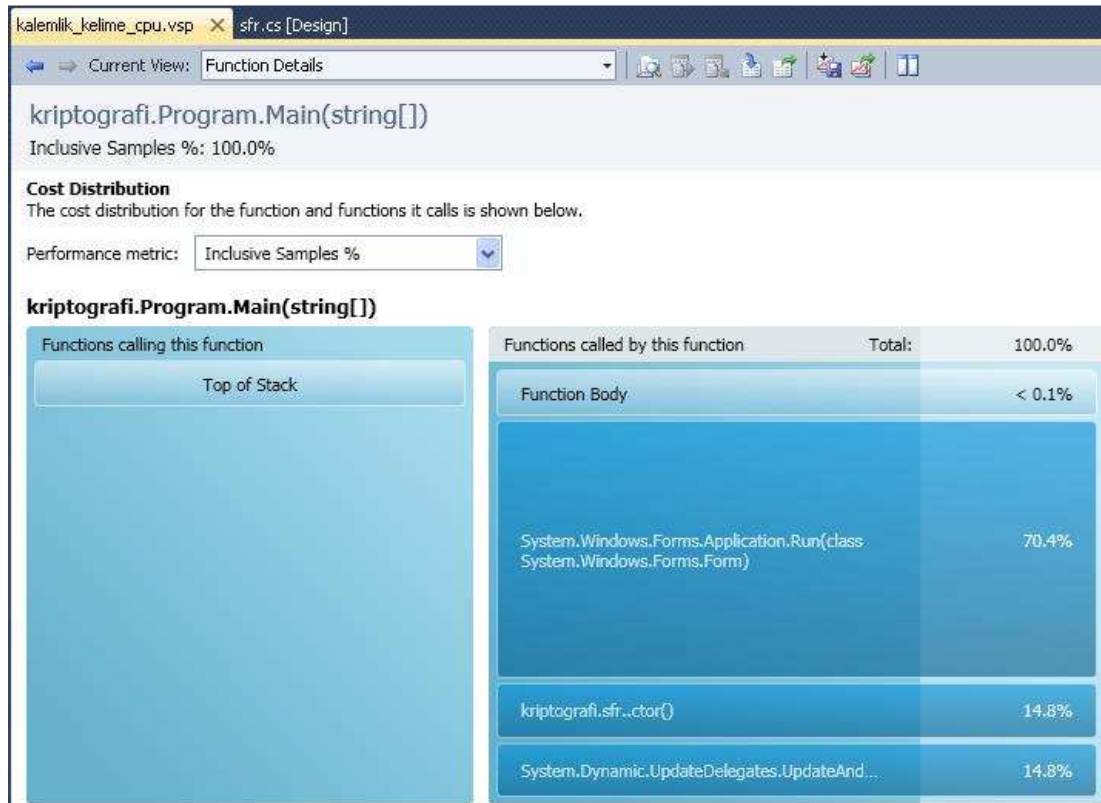 kalemlik_kelime_cpu.vsp
sfr.cs [Design]
Current View: Function Details
kriptografi.Program.Main(string[])
Inclusive Samples %: 100.0%
Cost Distribution
The cost distribution for the function and functions it calls is shown below.
Performance metric: Inclusive Samples %
kriptografi.Program.Main(string[])
Functions calling this function
Top of Stack
Functions called by this function Total: 100.0%
Function Body < 0.1%
System.Windows.Forms.Application.Run(class
System.Windows.Forms.Form) 70.4%
kriptografi.sfr..ctor() 14.8%
System.Dynamic.UpdateDelegates.UpdateAnd... 14.8%